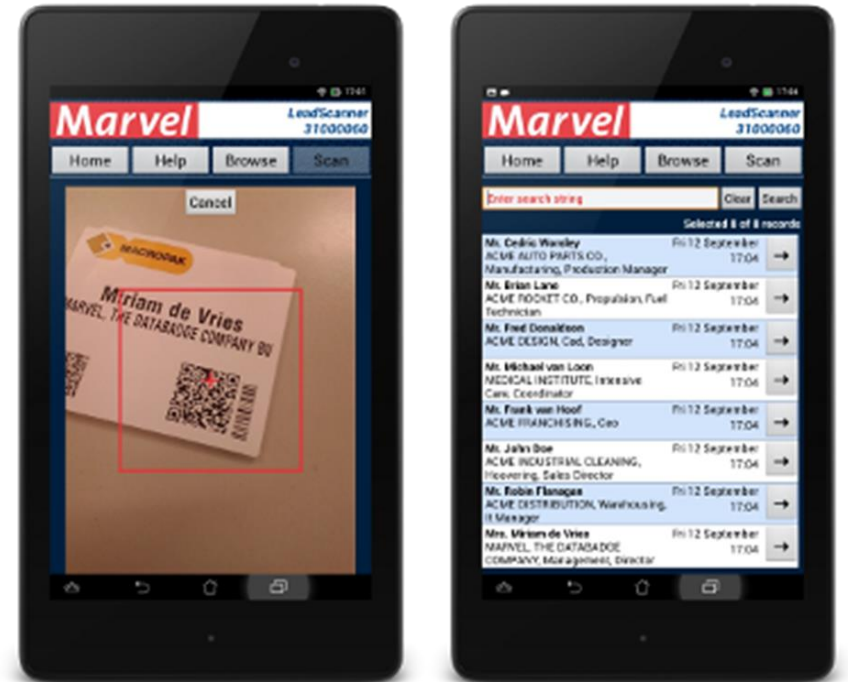 17:01
Marvel
LeadScanner
31000060
Home Help Browse Scan
Cancel
MACROPAK
Miriam de Vries
MARVEL, THE DATABADGE COMPANY BV
17:04
Marvel
LeadScanner
31000060
Home Help Browse Scan
Enter search string Clear Search
Selected 8 of 8 records
Mr. Cedric Wansley Fri 12 September
ACME AUTO PARTS CO., 17:04 →
Manufacturing, Production Manager
Mr. Brian Lane Fri 12 September
ACME ROCKET CO., Propulsion, Fuel 17:04 →
Technician
Mr. Fred Donaldson Fri 12 September
ACME DESIGN, Cad, Designer 17:04 →
Mr. Michael van Loon Fri 12 September
MEDICAL INSTITUTE, Intensive 17:04 →
Care, Coordinator
Mr. Frank van Hoof Fri 12 September
ACME FRANCHISING, Ceo 17:04 →
Mr. John Doe Fri 12 September
ACME INDUSTRIAL CLEANING, 17:04 →
Hoovering, Sales Director
Mr. Robin Flanagan Fri 12 September
ACME DISTRIBUTION, Warehousing, 17:04 →
It Manager
Mrs. Miriam de Vries Fri 12 September
MARVEL, THE DATABADGE 17:04 →
COMPANY, Management, Director